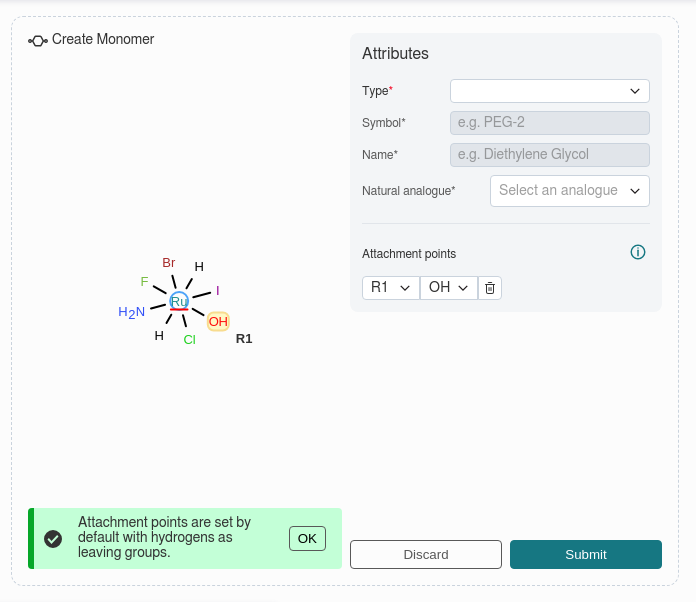 Create Monomer
Attributes
Type*
Symbol* e.g. PEG-2
Name* e.g. Diethylene Glycol
Natural analogue* Select an analogue
Attachment points
R1 OH
Br H
F I
Ru
H2N OH
H Cl R1
Attachment points are set by
default with hydrogens as
leaving groups.
OK
Discard Submit